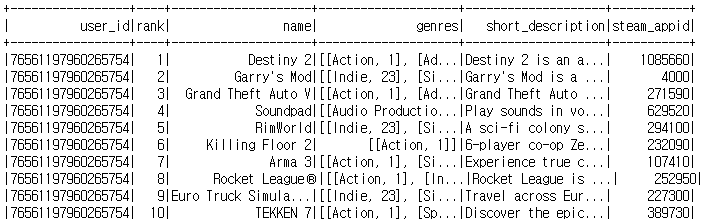 +-----------------+----+--------------------+--------------------+--------------------+-----------+
|          user_id|rank|                name|              genres|   short_description|steam_appid|
+-----------------+----+--------------------+--------------------+--------------------+-----------+
|76561197960265754|   1|           Destiny 2|[[Action, 1], [Ad...|Destiny 2 is an a...|    1085660|
|76561197960265754|   2|         Garry's Mod|[[Indie, 23], [Si...|Garry's Mod is a ...|       4000|
|76561197960265754|   3|  Grand Theft Auto V|[[Action, 1], [Ad...|Grand Theft Auto ...|     271590|
|76561197960265754|   4|            Soundpad|[[Audio Productio...|Play sounds in vo...|     629520|
|76561197960265754|   5|            RimWorld|[[Indie, 23], [Si...|A sci-fi colony s...|     294100|
|76561197960265754|   6|     Killing Floor 2|       [[Action, 1]]|6-player co-op Ze...|     232090|
|76561197960265754|   7|              Arma 3|[[Action, 1], [Si...|Experience true c...|     107410|
|76561197960265754|   8|      Rocket League®|[[Action, 1], [In...|Rocket League is ...|     252950|
|76561197960265754|   9|Euro Truck Simula...|[[Indie, 23], [Si...|Travel across Eur...|     227300|
|76561197960265754|  10|            TEKKEN 7|[[Action, 1], [Sp...|Discover the epic...|     389730|